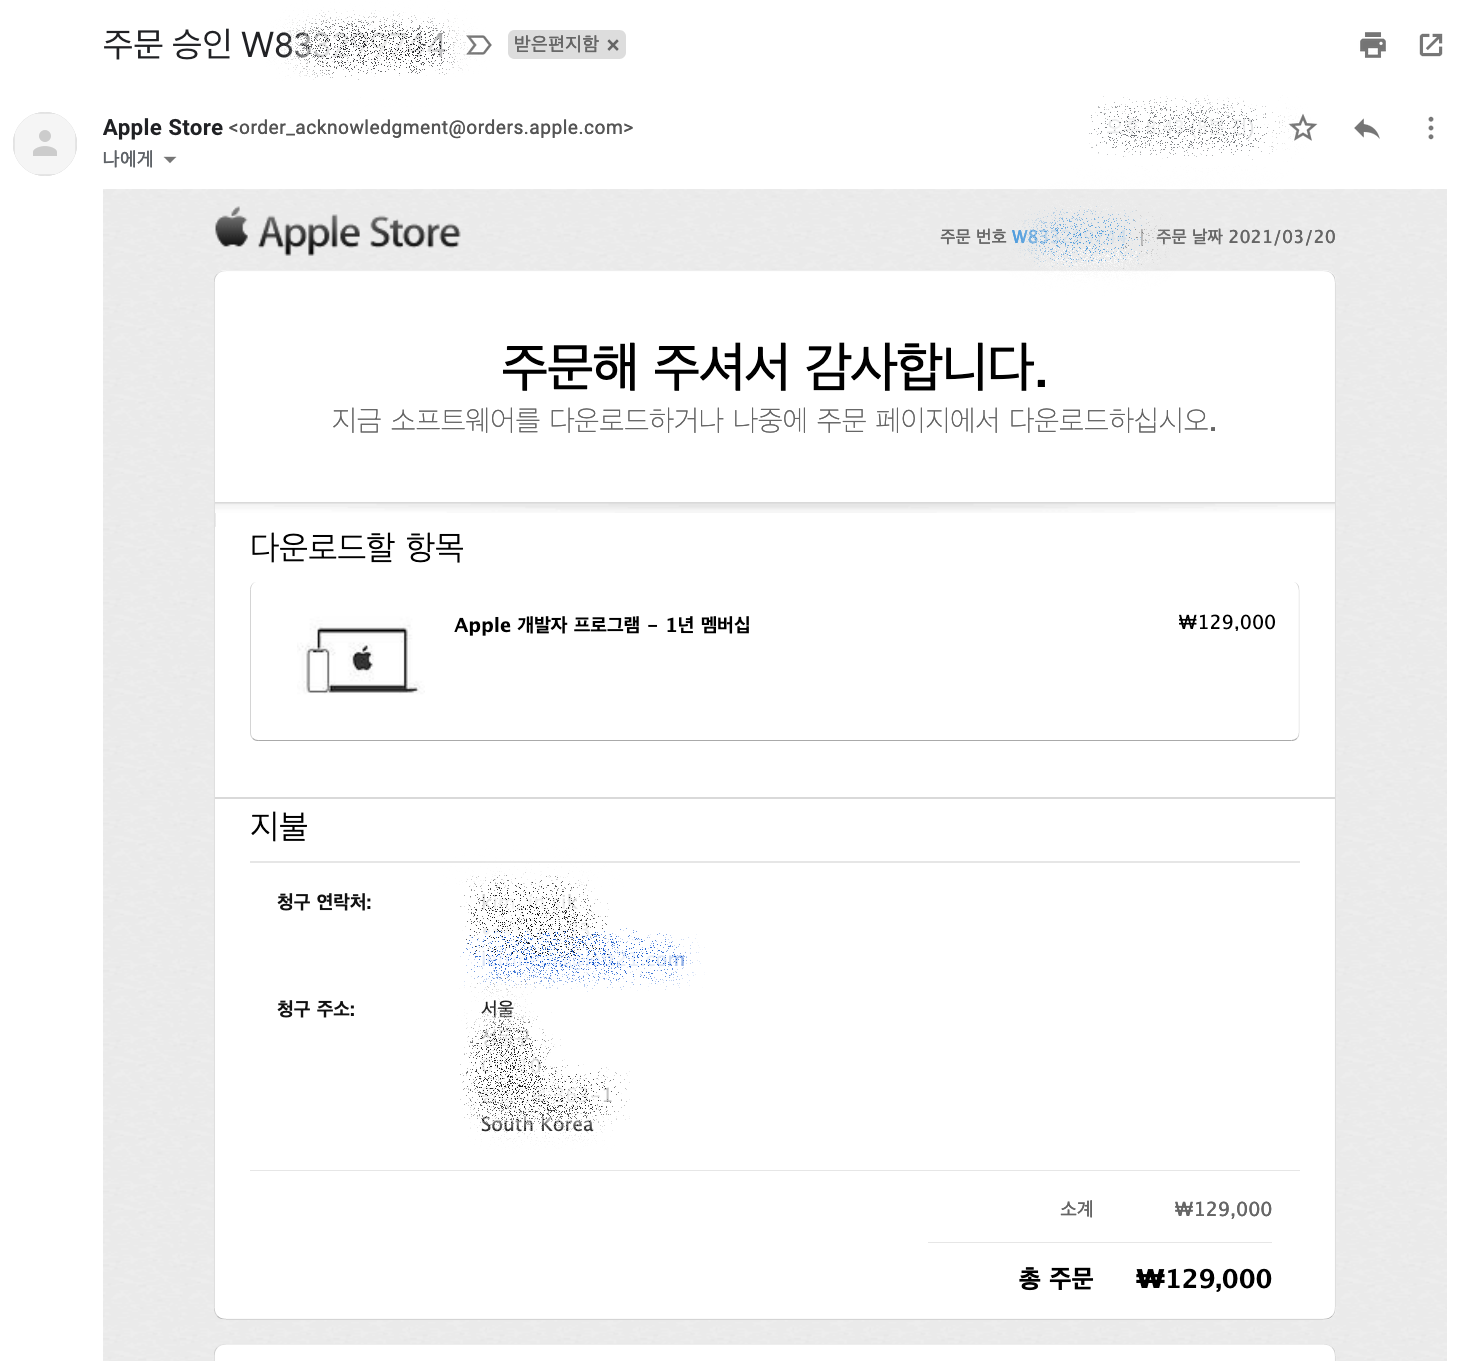 주문 승인
받은편지함
Apple Store <order_acknowledgment@orders.apple.com>
나에게
Apple Store
주문 번호 | 주문 날짜 2021/03/20
주문해 주셔서 감사합니다.
지금 소프트웨어를 다운로드하거나 나중에 주문 페이지에서 다운로드하십시오.
다운로드할 항목
Apple 개발자 프로그램 – 1년 멤버십 ₩129,000
지불
청구 연락처:
청구 주소: 서울
South Korea
소계 ₩129,000
총 주문 ₩129,000